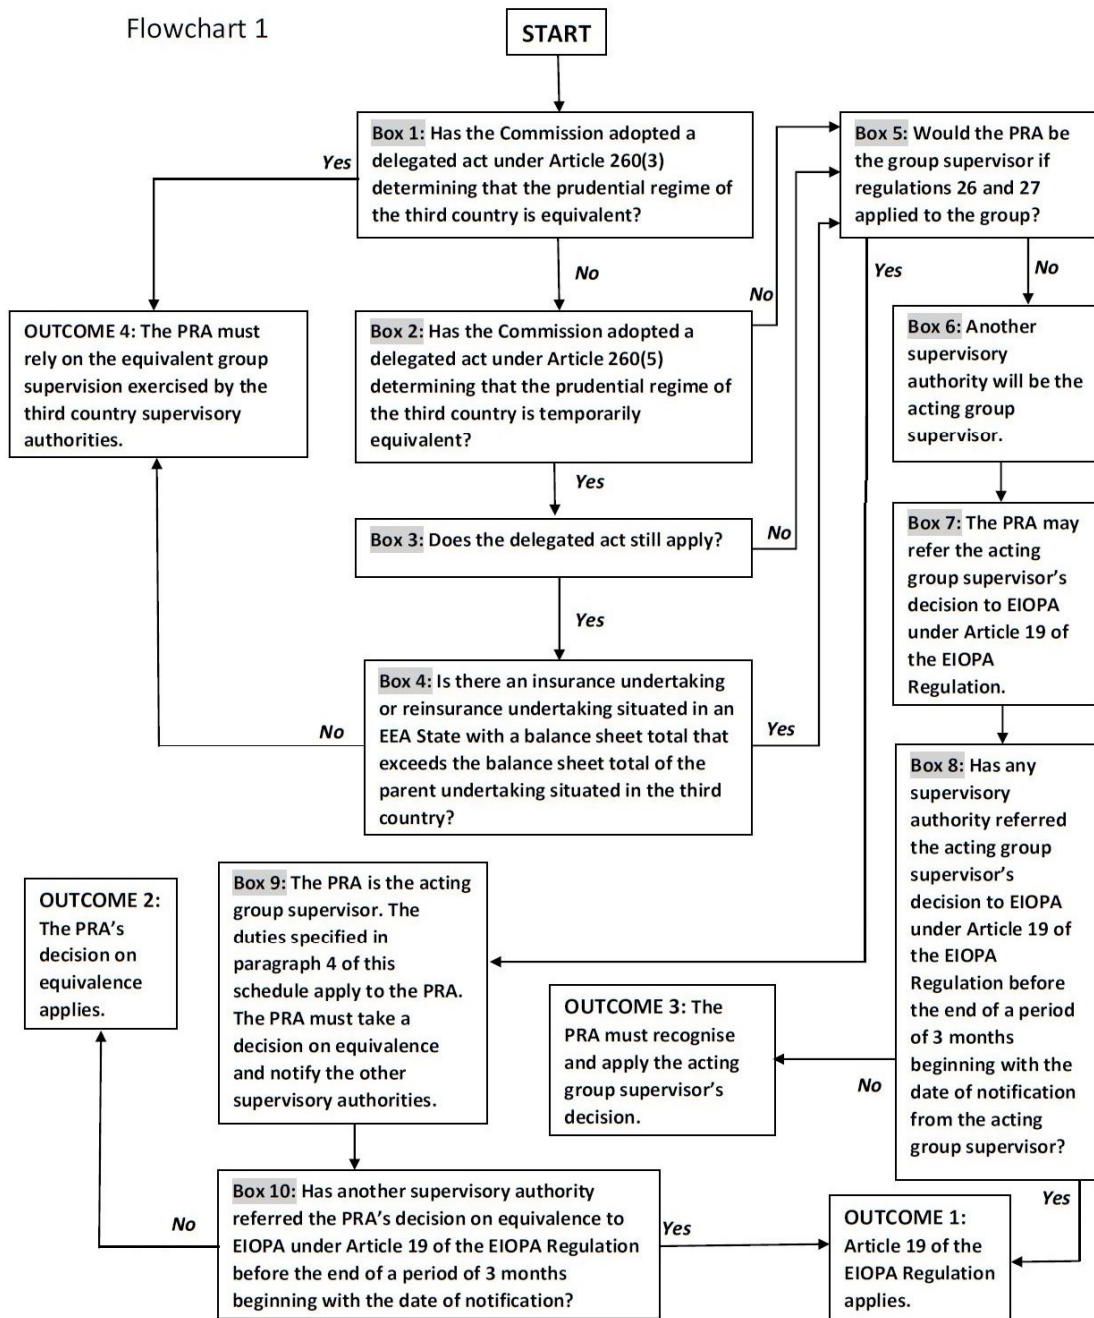 Flowchart 1
START
Box 1: Has the Commission adopted a
delegated act under Article 260(3)
determining that the prudential regime of
the third country is equivalent?
Yes
No
Box 5: Would the PRA be
the group supervisor if
regulations 26 and 27
applied to the group?
Yes
No
OUTCOME 4: The PRA must
rely on the equivalent group
supervision exercised by the
third country supervisory
authorities.
Box 2: Has the Commission adopted a
delegated act under Article 260(5)
determining that the prudential regime of
the third country is temporarily
equivalent?
No
Yes
Box 6: Another
supervisory
authority will be the
acting group
supervisor.
Box 3: Does the delegated act still apply?
No
Yes
Box 7: The PRA may
refer the acting
group supervisor's
decision to EIOPA
under Article 19 of
the EIOPA
Regulation.
Box 4: Is there an insurance undertaking
or reinsurance undertaking situated in an
EEA State with a balance sheet total that
exceeds the balance sheet total of the
parent undertaking situated in the third
country?
No
Yes
Box 8: Has any
supervisory
authority referred
the acting group
supervisor's
decision to EIOPA
under Article 19 of
the EIOPA
Regulation before
the end of a period
of 3 months
beginning with the
date of notification
from the acting
group supervisor?
No
Yes
OUTCOME 2:
The PRA's
decision on
equivalence
applies.
Box 9: The PRA is the acting
group supervisor. The
duties specified in
paragraph 4 of this
schedule apply to the PRA.
The PRA must take a
decision on equivalence
and notify the other
supervisory authorities.
OUTCOME 3: The
PRA must recognise
and apply the acting
group supervisor's
decision.
Box 10: Has another supervisory authority
referred the PRA's decision on equivalence to
EIOPA under Article 19 of the EIOPA Regulation
before the end of a period of 3 months
beginning with the date of notification?
No
Yes
OUTCOME 1:
Article 19 of the
EIOPA Regulation
applies.